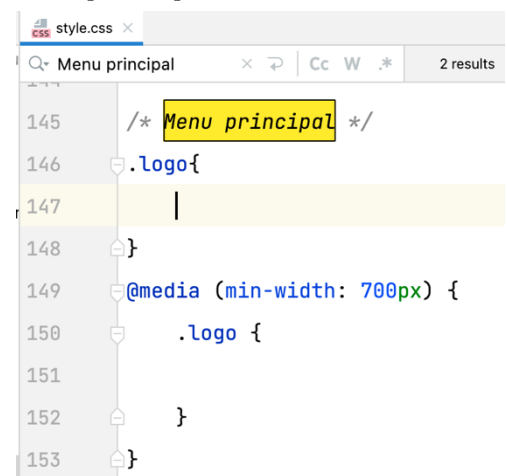 style.css
Menu principal Cc W .* 2 results
144
145 /* Menu principal */
146 .logo{
147
148 }
149 @media (min-width: 700px) {
150 .logo {
151
152 }
153 }